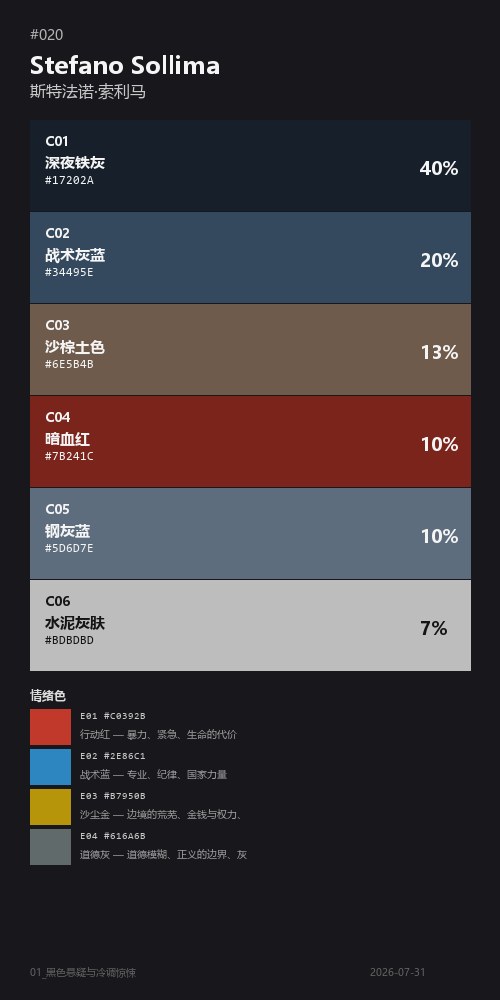 #020
Stefano Sollima
斯特法诺·索利马
C01
深夜铁灰
#17202A
40%
C02
战术灰蓝
#34495E
20%
C03
沙棕土色
#6E5B4B
13%
C04
暗血红
#7B241C
10%
C05
钢灰蓝
#5D6D7E
10%
C06
水泥灰肤
#BDBDBD
7%
情绪色
E01 #C0392B
行动红 — 暴力、紧急、生命的代价
E02 #2E86C1
战术蓝 — 专业、纪律、国家力量
E03 #B7950B
沙尘金 — 边境的荒芜、金钱与权力、
E04 #616A6B
道德灰 — 道德模糊、正义的边界、灰
01_黑色悬疑与冷调惊悚
2026-07-31